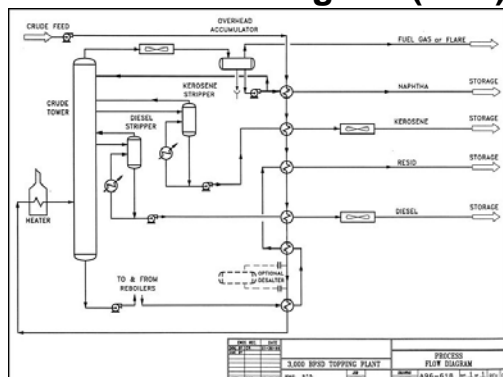 CRUDE FEED
OVERHEAD
ACCUMULATOR
FUEL GAS or FLARE
STORAGE
NAPHTHA
KEROSENE
STRIPPER
CRUDE
TOWER
DIESEL
STRIPPER
STORAGE
KEROSENE
STORAGE
RESID
STORAGE
DIESEL
HEATER
TO & FROM
REBOILERS
OPTIONAL
DESALTER
DATE
3,000 BPSD TOPPING PLANT
PROCESS
FLOW DIAGRAM